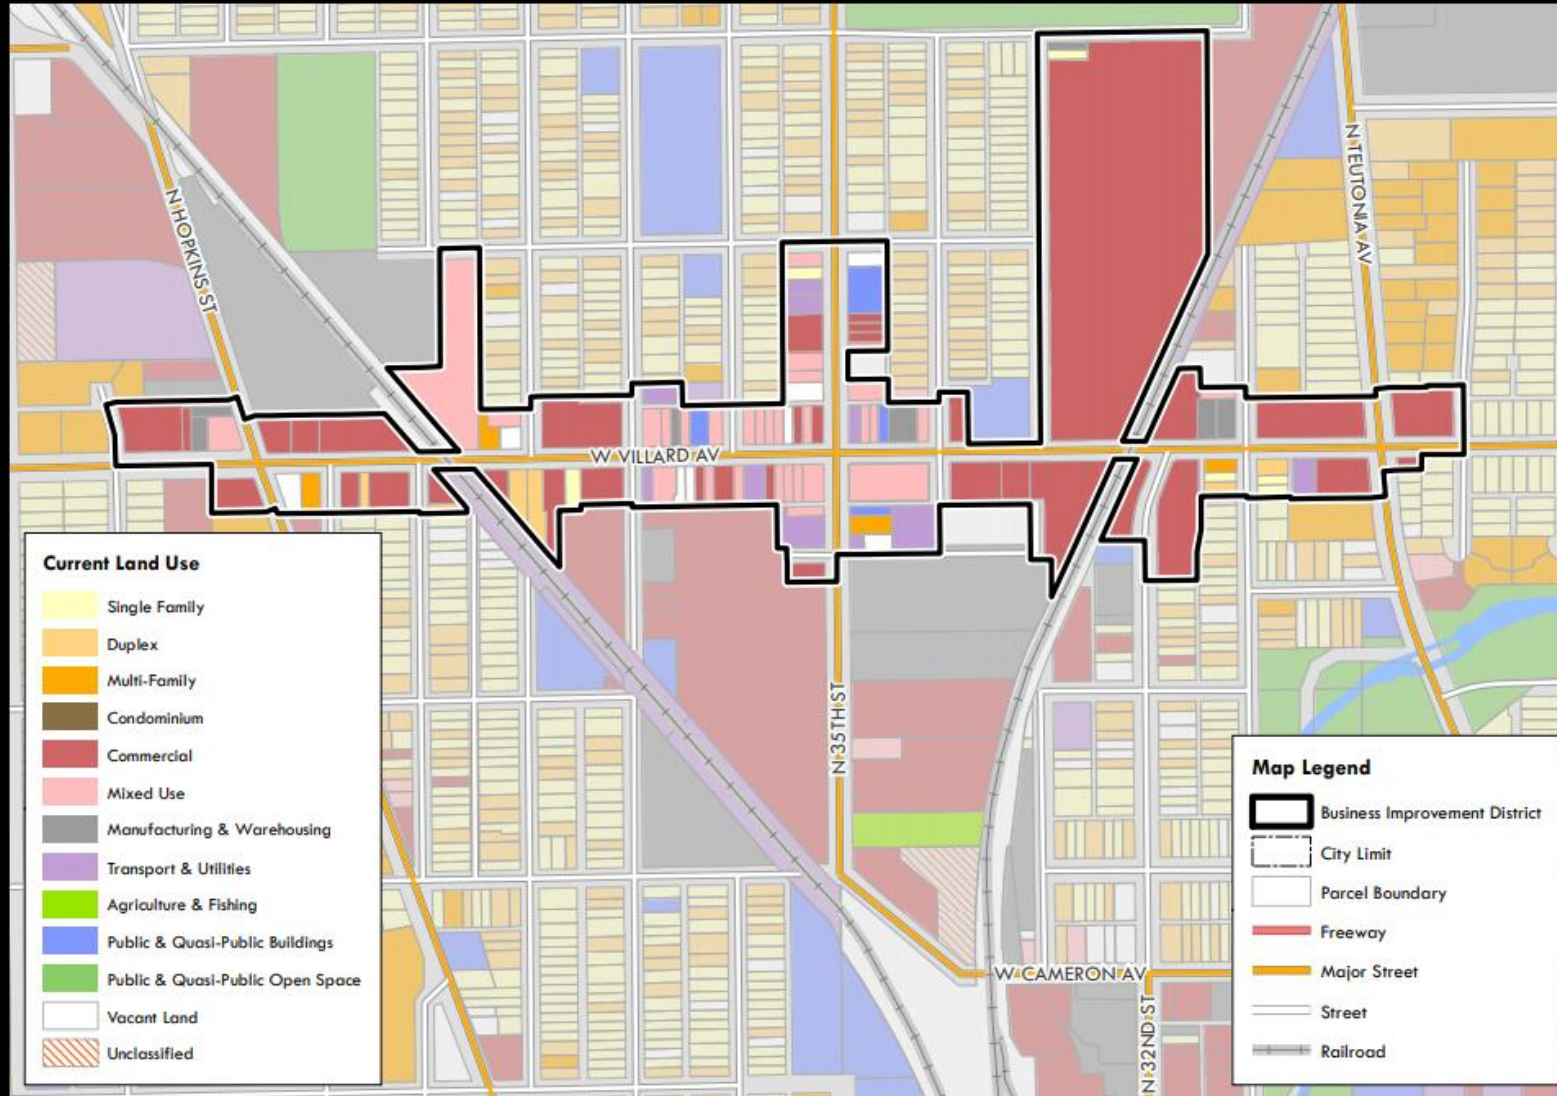 N HOPKINS ST
N TEUTONIA AV
W VILLARD AV
N 35TH ST
W CAMERON AV
N 32ND ST
Current Land Use
Single Family
Duplex
Multi-Family
Condominium
Commercial
Mixed Use
Manufacturing & Warehousing
Transport & Utilities
Agriculture & Fishing
Public & Quasi-Public Buildings
Public & Quasi-Public Open Space
Vacant Land
Unclassified
Map Legend
Business Improvement District
City Limit
Parcel Boundary
Freeway
Major Street
Street
Railroad